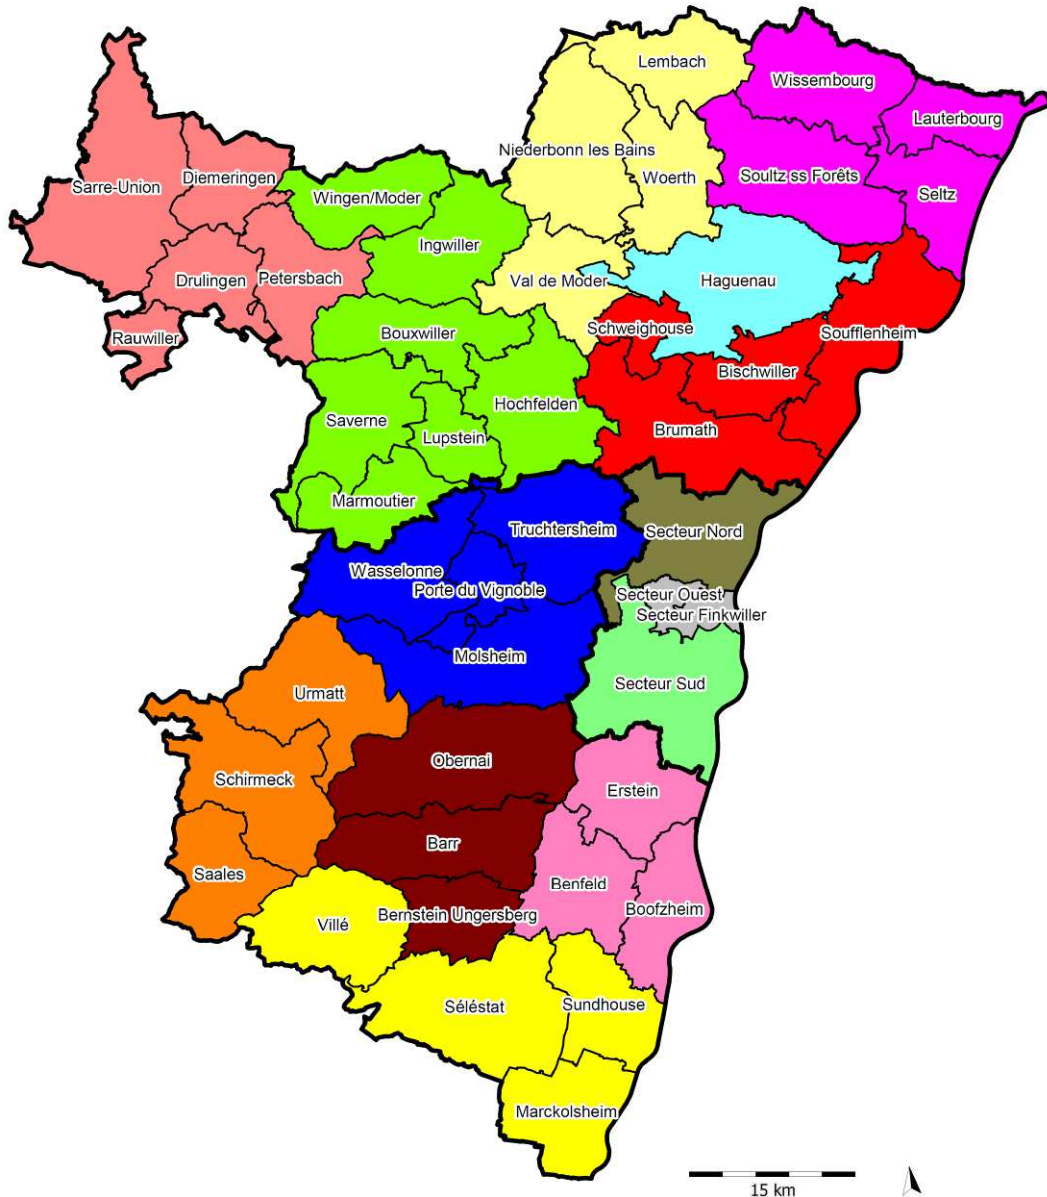 Lembach
Wissembourg
Lauterbourg
Niederbonn les Bains
Sarre-Union
Diemeringen
Woerth
Soultz ss Forêts
Wingen/Moder
Seltz
Ingwiller
Drulingen
Petersbach
Val de Moder
Haguenau
Rauwiller
Bouxwiller
Schweighouse
Soufflenheim
Bischwiller
Hochfelden
Saverne
Lupstein
Brumath
Marmoutier
Truchtersheim
Secteur Nord
Wasselonne
Porte du Vignoble
Secteur Ouest
Secteur Finkwiller
Molsheim
Secteur Sud
Urmatt
Obernai
Schirmeck
Erstein
Barr
Saales
Benfeld
Boofzheim
Villé
Bernstein Ungersberg
Séléstat
Sundhouse
Marckolsheim
15 km